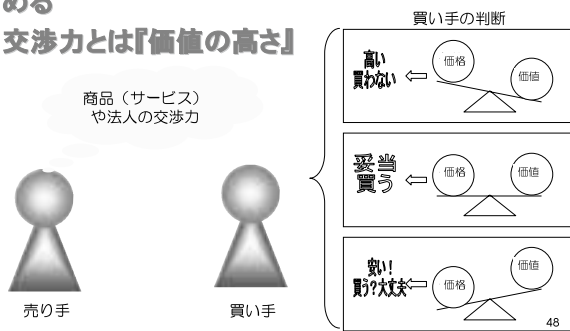 める
交渉力とは『価値の高さ』
商品（サービス）
や法人の交渉力
売り手
買い手
買い手の判断
高い
買わない
価格
価値
妥当
買う
価格
価値
安い！
買う？大丈夫
価格
価値
48